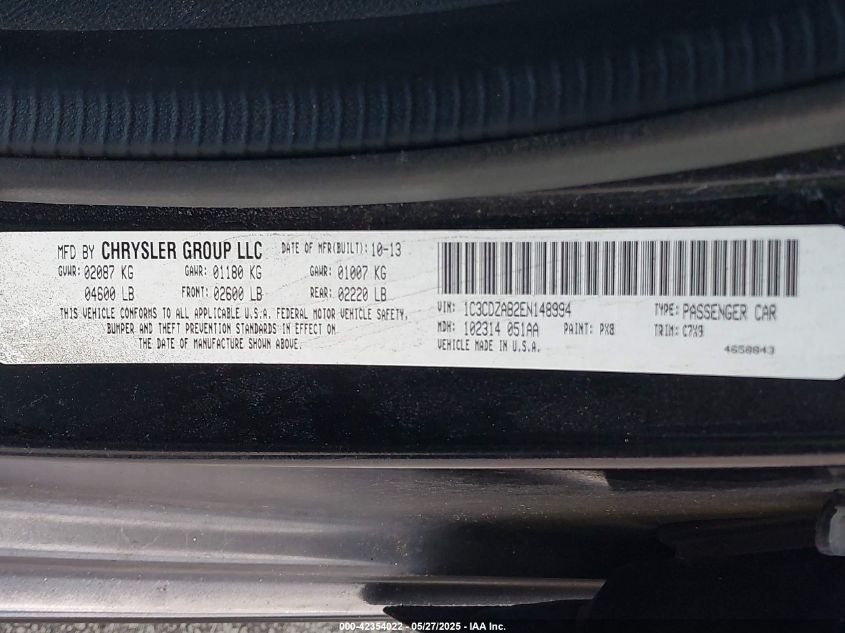 MFD BY CHRYSLER GROUP LLC DATE OF MFR(BUILT): 10-13
GVWR: 02087 KG GAWR: 01180 KG GAWR: 01007 KG
04600 LB FRONT: 02600 LB REAR: 02220 LB
THIS VEHICLE CONFORMS TO ALL APPLICABLE U.S.A. FEDERAL MOTOR VEHICLE SAFETY,
BUMPER AND THEFT PREVENTION STANDARDS IN EFFECT ON
THE DATE OF MANUFACTURE SHOWN ABOVE.
VIN: 1C3CDZAB2EN148994 TYPE: PASSENGER CAR
MDH: 102314 051AA PAINT: PX8 TRIM: C7X9
VEHICLE MADE IN U.S.A. 4658843
000-42354022 — 05/27/2025 — IAA Inc.